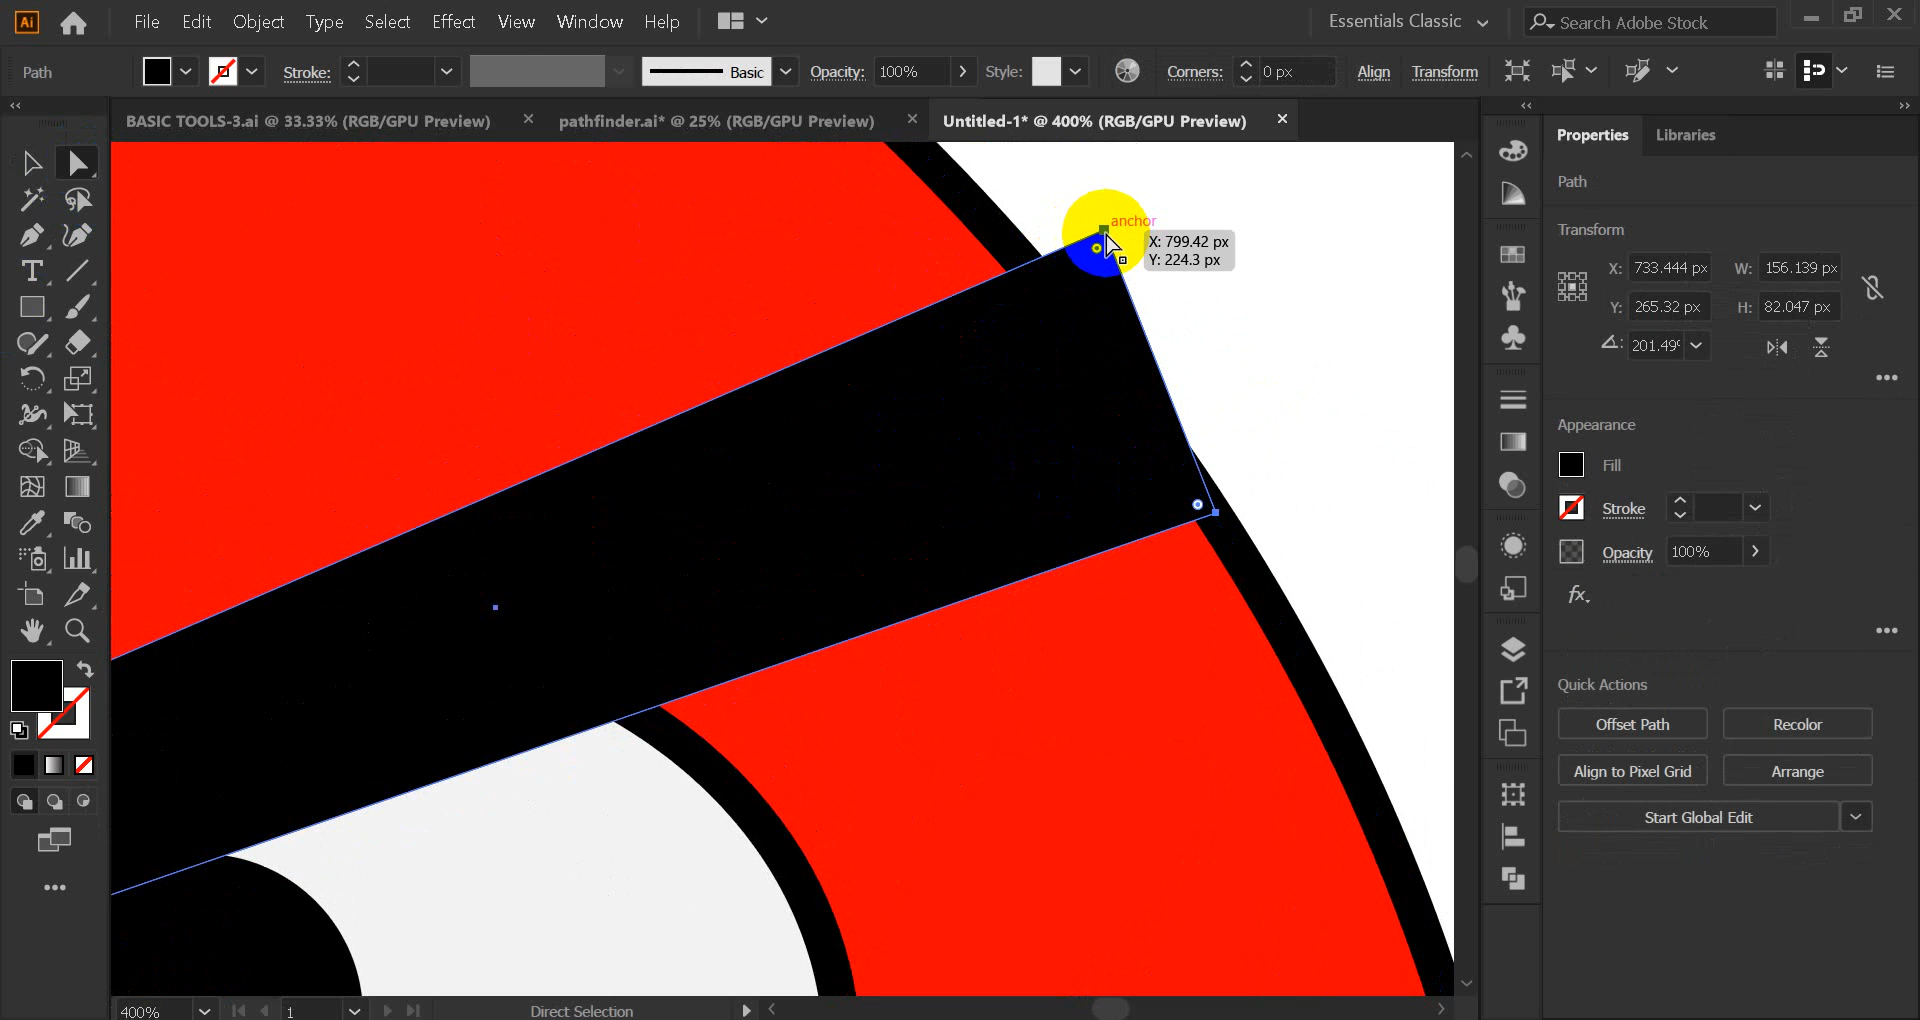 Ai File Edit Object Type Select Effect View Window Help Essentials Classic Search Adobe Stock
Path Stroke: Basic Opacity: 100% Style: Corners: 0 px Align Transform
BASIC TOOLS-3.ai @ 33.33% (RGB/GPU Preview) pathfinder.ai* @ 25% (RGB/GPU Preview) Untitled-1* @ 400% (RGB/GPU Preview)
Properties Libraries
Path
anchor
X: 799.42 px
Y: 224.3 px
Transform
X: 733.444 px W: 156.139 px
Y: 265.32 px H: 82.047 px
201.49°
Appearance
Fill
Stroke
Opacity 100%
fx.
Quick Actions
Offset Path Recolor
Align to Pixel Grid Arrange
Start Global Edit
400% 1 Direct Selection